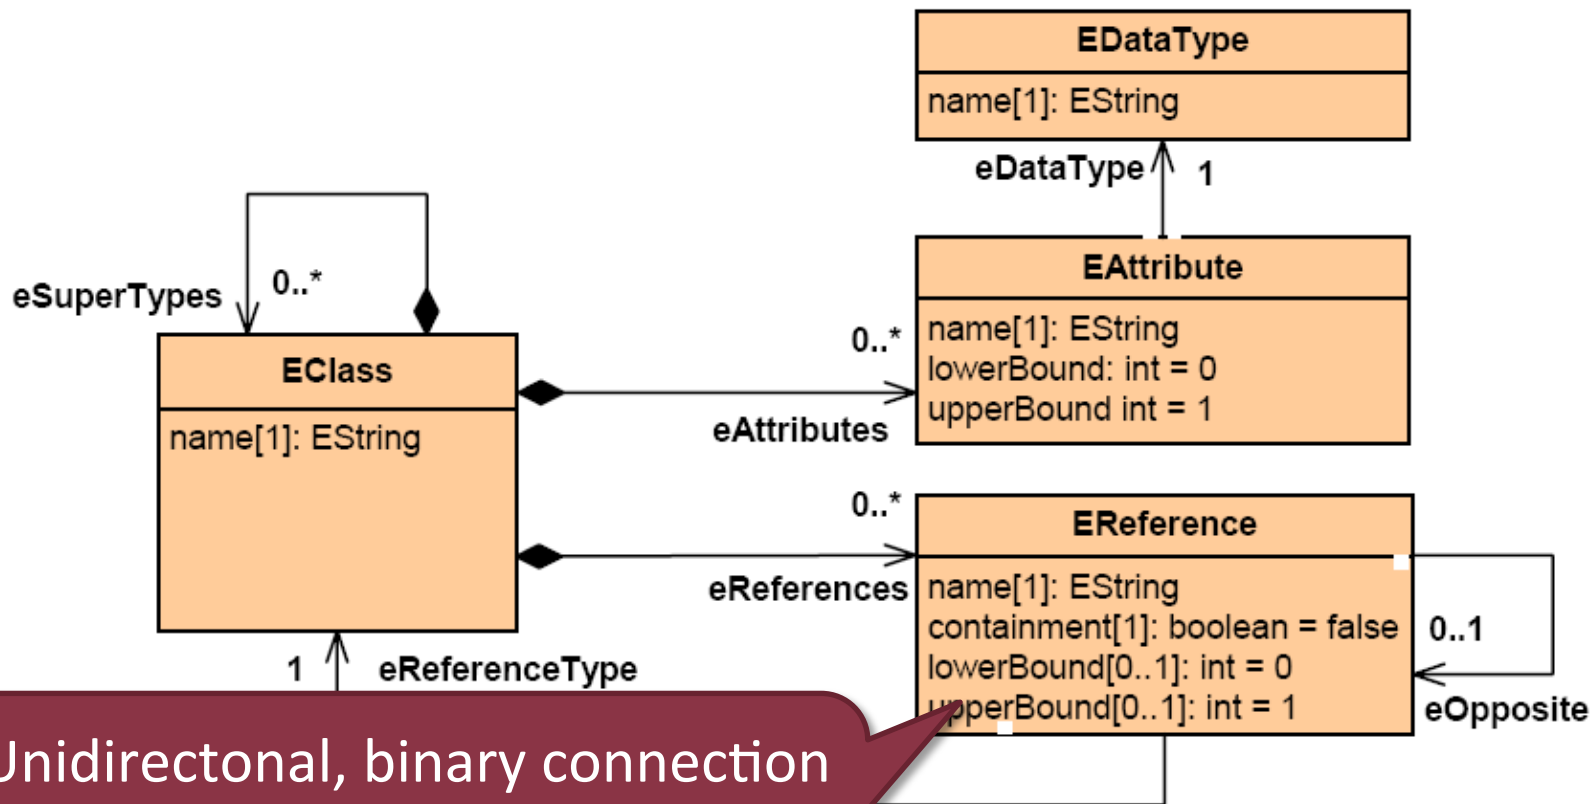 EDataType
name[1]: EString
eDataType
1
eSuperTypes
0..*
EClass
name[1]: EString
0..*
eAttributes
EAttribute
name[1]: EString
lowerBound: int = 0
upperBound int = 1
0..*
eReferences
EReference
name[1]: EString
containment[1]: boolean = false
lowerBound[0..1]: int = 0
upperBound[0..1]: int = 1
0..1
eOpposite
1
eReferenceType
Unidirectonal, binary connection